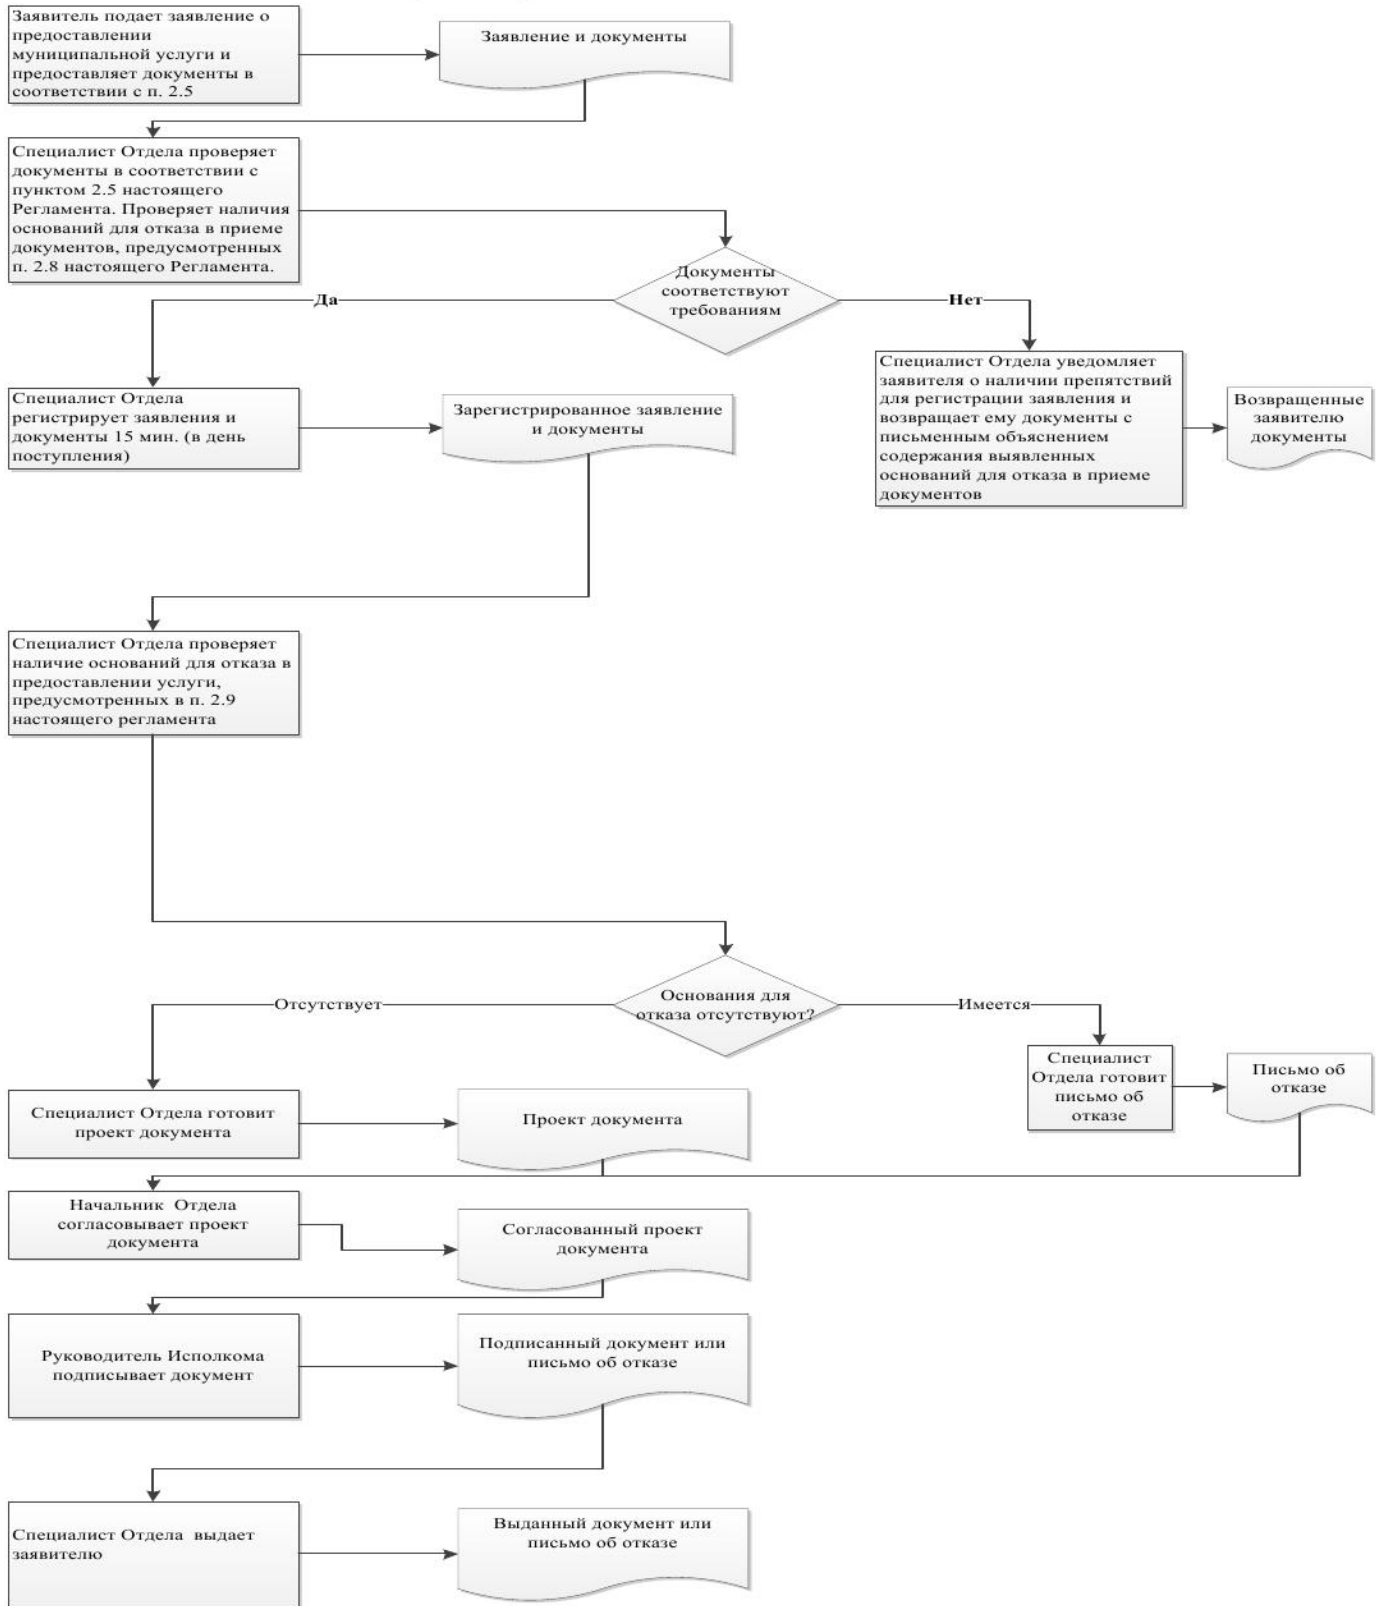 Заявитель подает заявление о
предоставлении
муниципальной услуги и
предоставляет документы в
соответствии с п. 2.5
Заявление и документы
Специалист Отдела проверяет
документы в соответствии с
пунктом 2.5 настоящего
Регламента. Проверяет наличия
оснований для отказа в приеме
документов, предусмотренных
п. 2.8 настоящего Регламента.
Документы
соответствуют
требованиям
Да
Нет
Специалист Отдела
регистрирует заявления и
документы 15 мин. (в день
поступления)
Зарегистрированное заявление
и документы
Специалист Отдела уведомляет
заявителя о наличии препятствий
для регистрации заявления и
возвращает ему документы с
письменным объяснением
содержания выявленных
оснований для отказа в приеме
документов
Возвращенные
заявителю
документы
Специалист Отдела проверяет
наличие оснований для отказа в
предоставлении услуги,
предусмотренных в п. 2.9
настоящего регламента
Основания для
отказа отсутствуют?
Отсутствует
Имеется
Специалист
Отдела готовит
письмо об
отказе
Письмо об
отказе
Специалист Отдела готовит
проект документа
Проект документа
Начальник Отдела
согласовывает проект
документа
Согласованный проект
документа
Руководитель Исполкома
подписывает документ
Подписанный документ или
письмо об отказе
Специалист Отдела выдает
заявителю
Выданный документ или
письмо об отказе